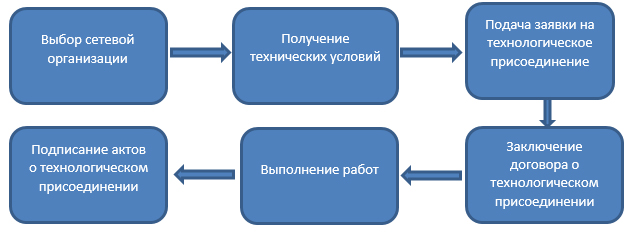 Выбор сетевой
организации
Получение
технических условий
Подача заявки на
технологическое
присоединение
Заключение
договора о
технологическом
присоединении
Выполнение работ
Подписание актов
о технологическом
присоединении